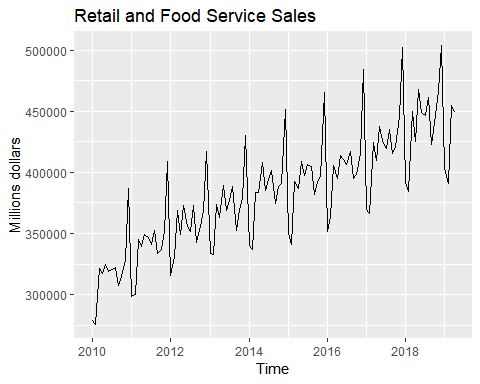 Retail and Food Service Sales
500000
450000
400000
350000
300000
Millions dollars
2010 2012 2014 2016 2018
Time